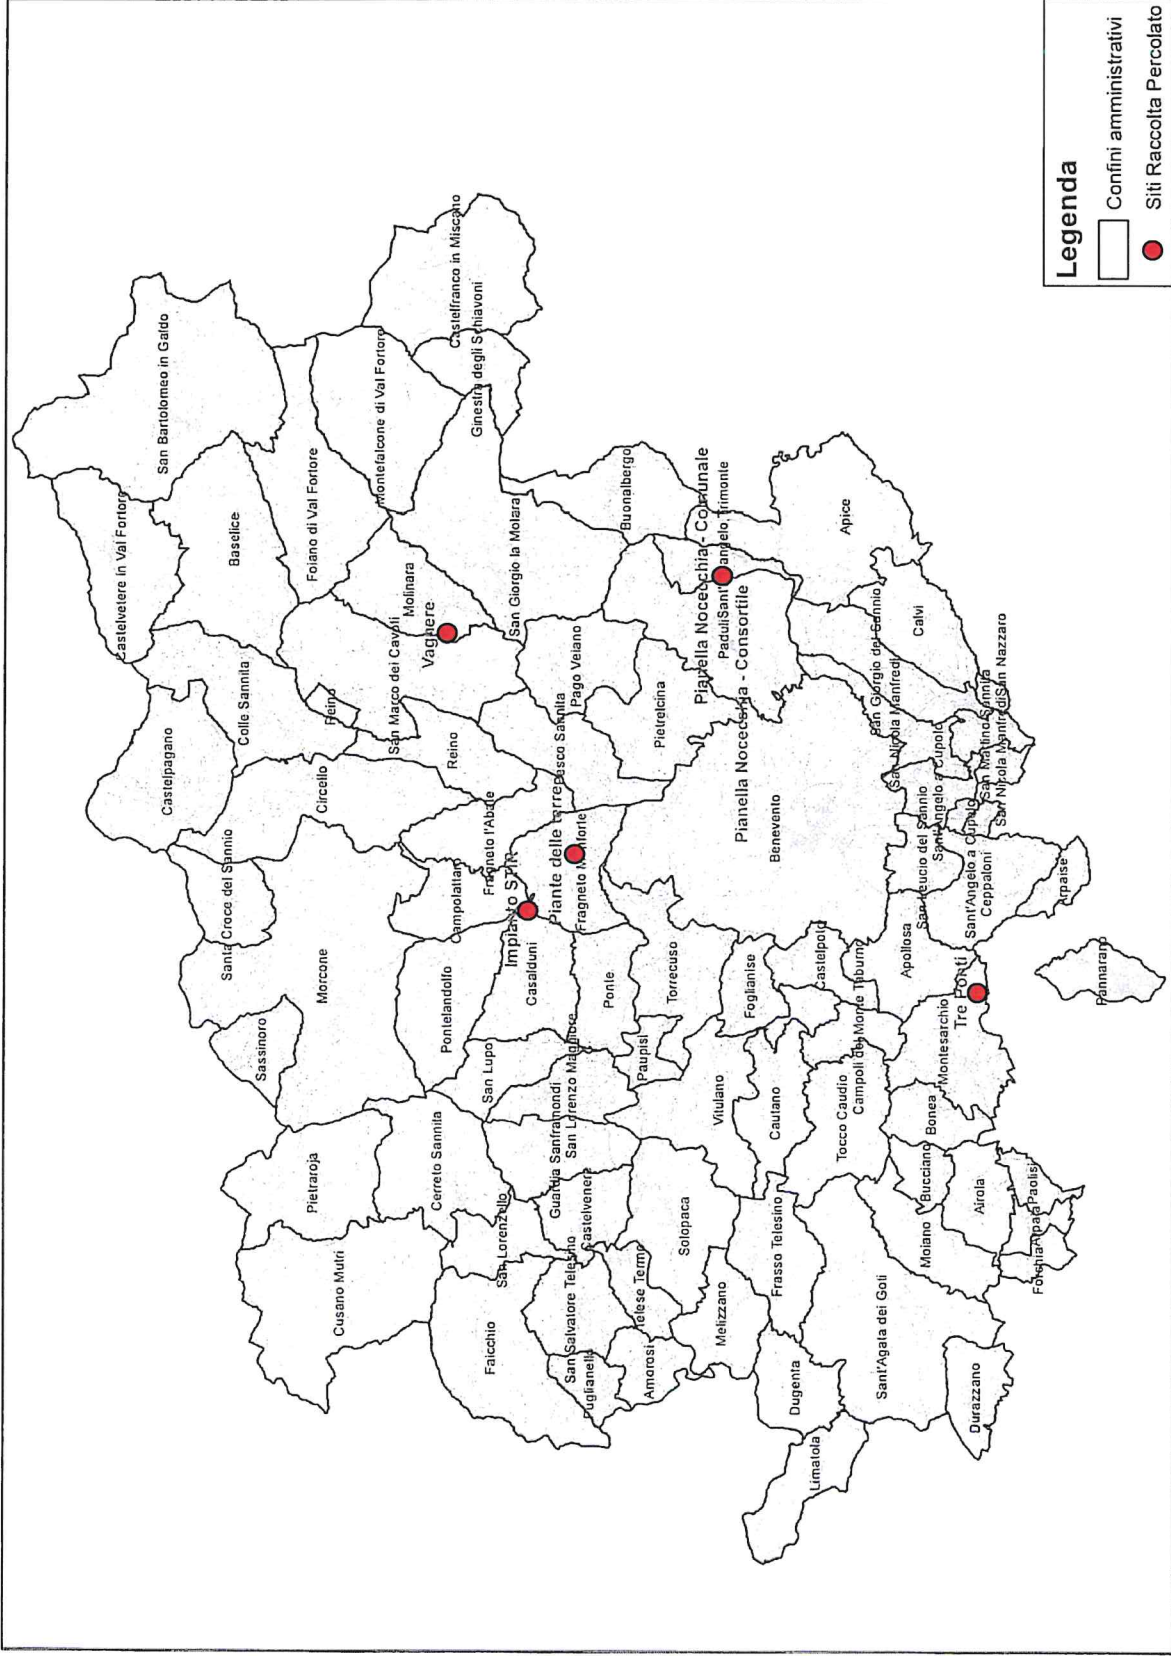 San Bartolomeo in Galdo
Castelvetere in Val Fortore
Baselice
Foiano di Val Fortore
Montefalcone di Val Fortore
Castelfranco in Miscano
Ginestra degli Schiavoni
Castelpagano
Colle Sannita
Reino
San Marco dei Cavoti
Molinara
Vagnere
San Giorgio la Molara
Buonalbergo
Santa Croce del Sannio
Circello
Reino
Pesco Sannita
Pago Veiano
Pietrelcina
Pianella Nocecchia - Comunale
Paduli
Sant'Arcangelo Trimonte
Pianella Nocecchia - Consortile
Apice
Sassinoro
Morcone
Campolattaro
Fragneto l'Abate
Impianto STIR
Piante delle torre
Fragneto Monforte
Benevento
San Giorgio del Sannio
Calvi
San Nicola Manfredi
San Martino Sannita
San Nazzaro
San Nicola Manfredi
Sant'Angelo a Cupolo
San Leucio del Sannio
Sant'Angelo a Cupolo
Ceppaloni
Arpaise
Pietraroja
Cerreto Sannita
Pontelandolfo
Casalduni
San Lupo
Ponte
San Lorenzo Maggiore
Guardia Sanframondi
Paupisi
Torrecuso
Foglianise
Castelpoto
Apollosa
Campoli del Monte Taburno
Tre Ponti
Montesarchio
Pannarano
Cusano Mutri
San Lorenzello
Faicchio
Castelvenere
San Salvatore Telesino
Puglianello
Telese Terme
Amorosi
Solopaca
Vitulano
Cautano
Tocco Caudio
Melizzano
Frasso Telesino
Bonea
Bucciano
Airola
Moiano
Paolisi
Arpaia
Forchia
Dugenta
Sant'Agata dei Goti
Limatola
Durazzano
Legenda
Confini amministrativi
Siti Raccolta Percolato